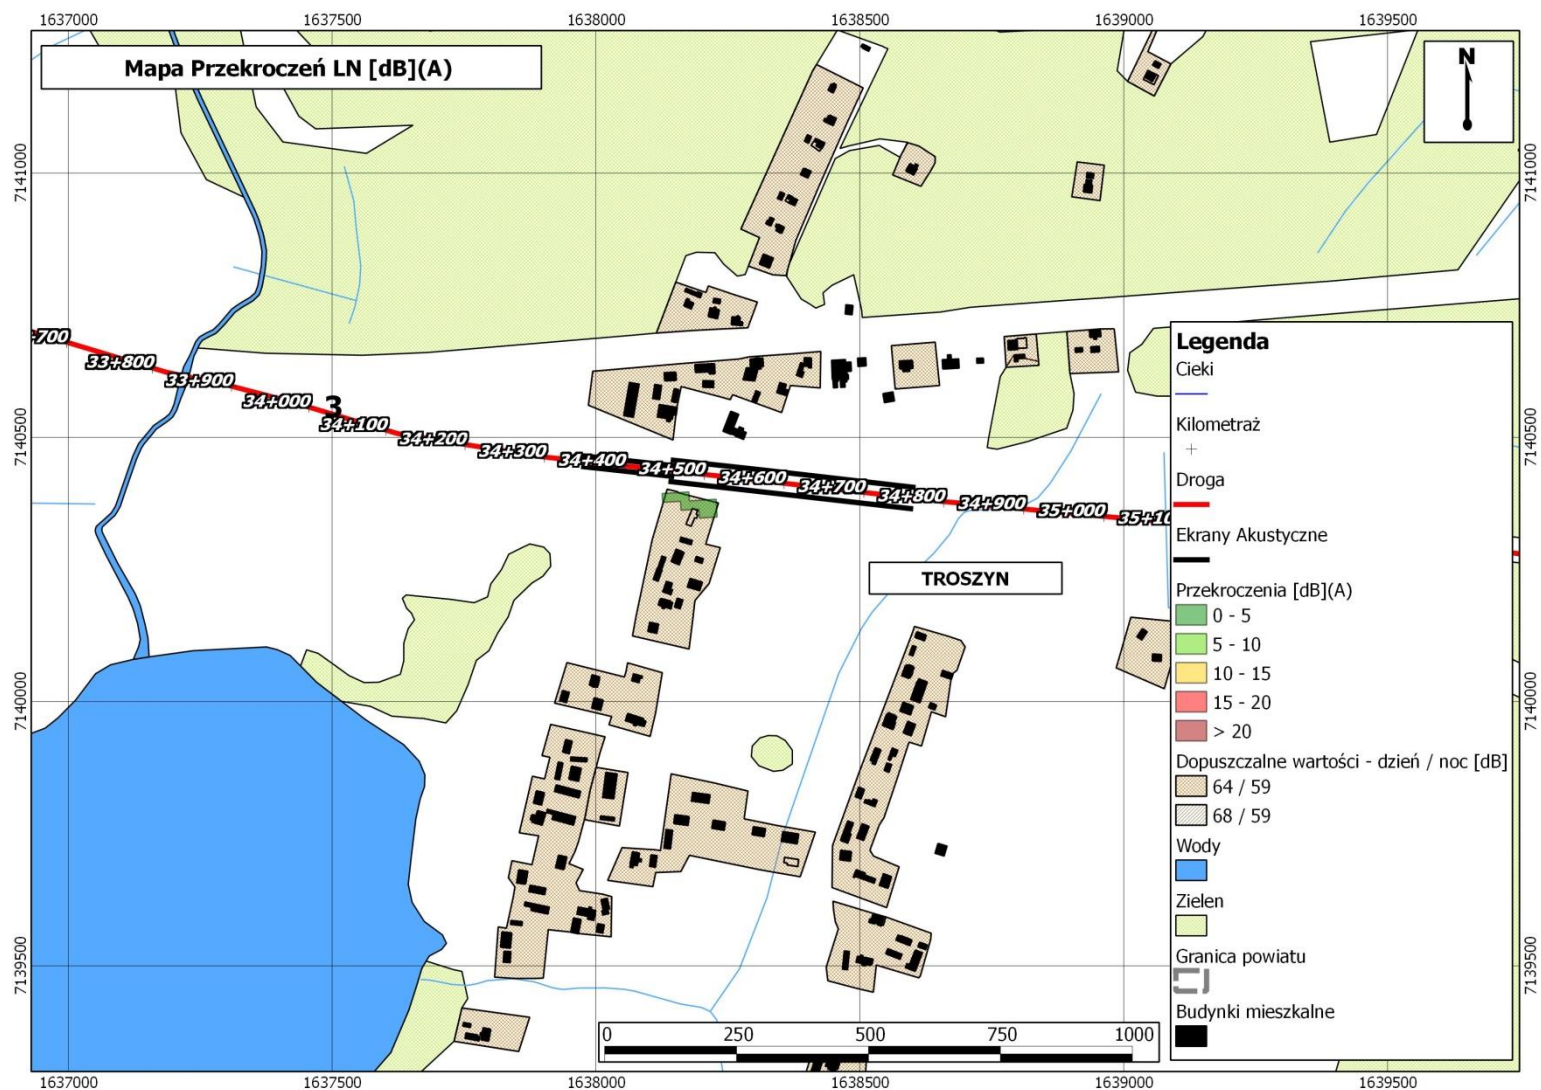 1637000 1637500 1638000 1638500 1639000 1639500
Mapa Przekroczeń LN [dB](A)
N
7141000 7141000
700
33+800
33+900
34+000
3
34+100
34+200
34+300
34+400
34+500
34+600
34+700
34+800
34+900
35+000
35+10
7140500 7140500
TROSZYN
7140000 7140000
7139500 7139500
Legenda
Cieki
Kilometraż
Droga
Ekrany Akustyczne
Przekroczenia [dB](A)
0 - 5
5 - 10
10 - 15
15 - 20
> 20
Dopuszczalne wartości - dzień / noc [dB]
64 / 59
68 / 59
Wody
Zielen
Granica powiatu
Budynki mieszkalne
0 250 500 750 1000
1637000 1637500 1638000 1638500 1639000 1639500